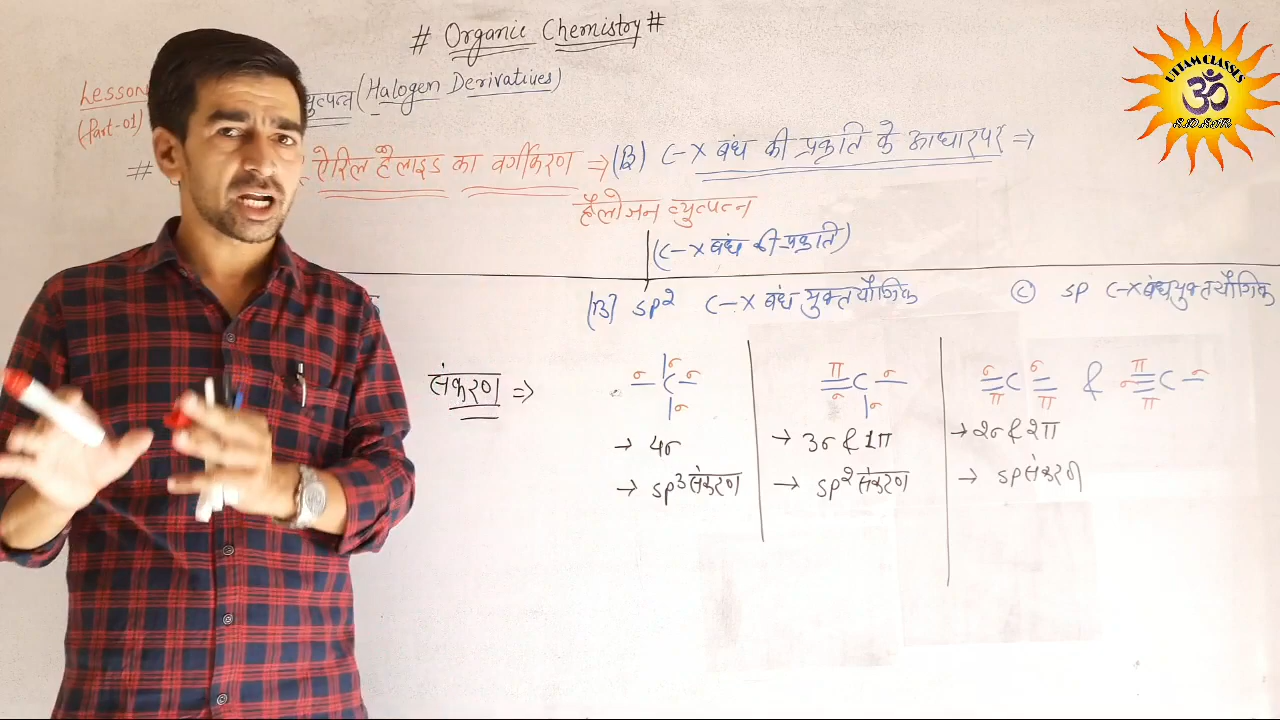 # Organic Chemistry #
Lesson
व्युत्पन्न (Halogen Derivatives)
(Part-01)
# ऐरिल हैलाइड का वर्गीकरण ⇒ (B) C-X बंध की प्रकृति के आधार पर ⇒
हैलोजन व्युत्पन्न
(C-X बंध की प्रकृति)
(B) sp² C-X बंध युक्त यौगिक
(C) sp C-X बंधयुक्त यौगिक
संकरण ⇒
σ σ C σ σ
π σ C σ σ
σ π C σ π & π σ π C σ
→ 4σ → 3σ & 1π → 2σ & 2π
→ sp³ संकरण → sp² संकरण → sp संकरण
UTTAM CLASSES
ॐ